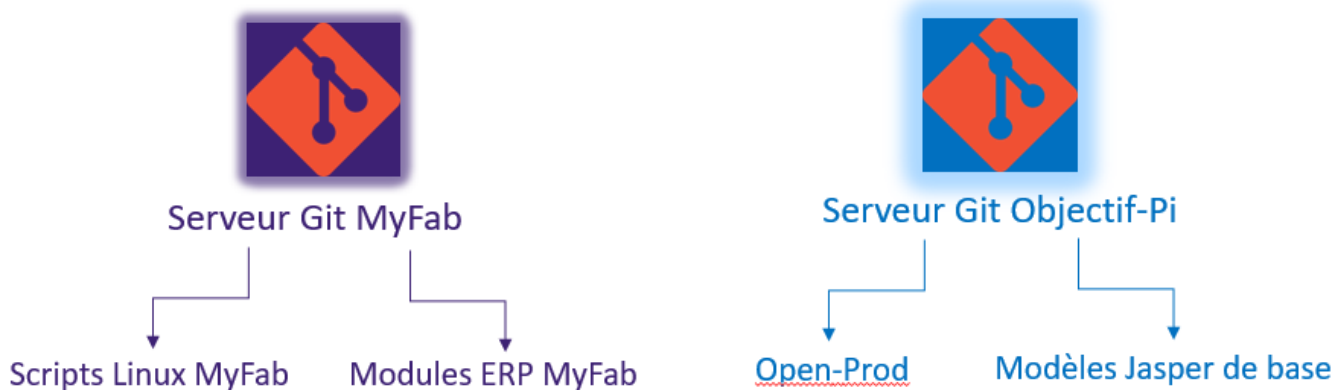 Serveur Git MyFab
Serveur Git Objectif-Pi
Scripts Linux MyFab
Modules ERP MyFab
Open-Prod
Modèles Jasper de base